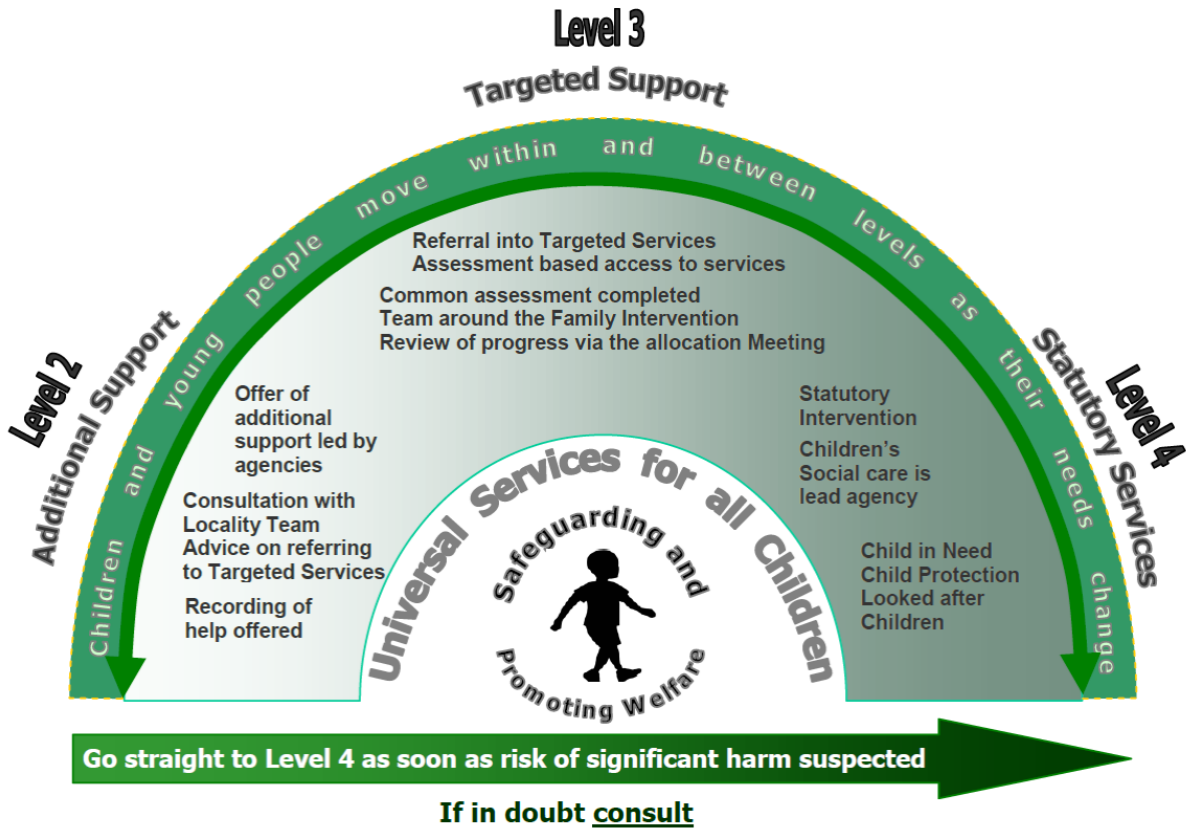 Level 3
Targeted Support
Level 2
Additional Support
Level 4
Statutory Services
Children and young people move within and between levels as their needs change
Referral into Targeted Services
Assessment based access to services
Common assessment completed
Team around the Family Intervention
Review of progress via the allocation Meeting
Offer of
additional
support led by
agencies
Consultation with
Locality Team
Advice on referring
to Targeted Services
Recording of
help offered
Statutory
Intervention
Children’s
Social care is
lead agency
Child in Need
Child Protection
Looked after
Children
Universal Services for all Children
Safeguarding and
Promoting Welfare
Go straight to Level 4 as soon as risk of significant harm suspected
If in doubt consult